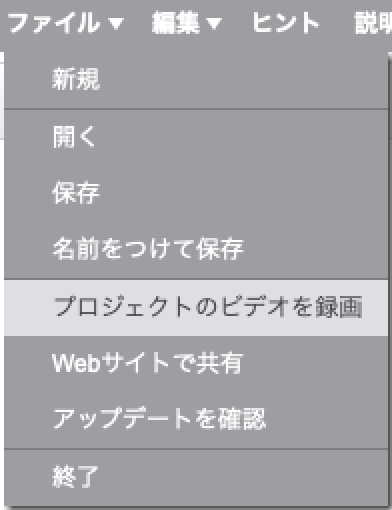 ファイル ▼ 編集 ▼ ヒント 説明
新規
開く
保存
名前をつけて保存
プロジェクトのビデオを録画
Webサイトで共有
アップデートを確認
終了